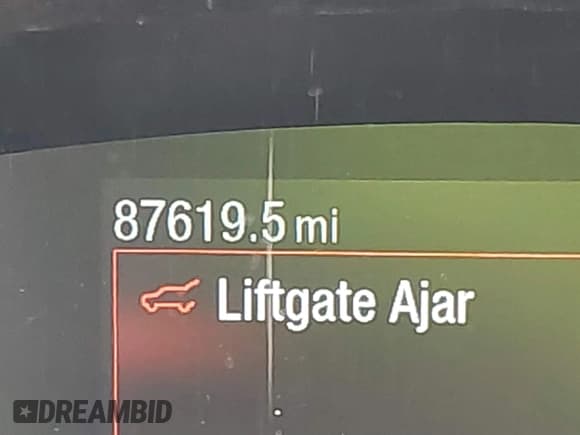 87619.5 mi
Liftgate Ajar
DREAMBID